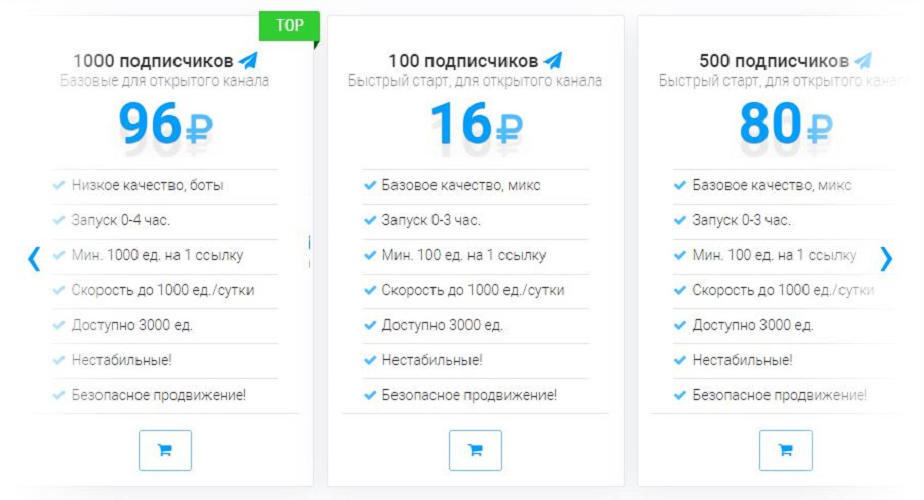 TOP
1000 подписчиков
Базовые для открытого канала
96₽
Низкое качество, боты
Запуск 0-4 час.
Мин. 1000 ед. на 1 ссылку
Скорость до 1000 ед./сутки
Доступно 3000 ед.
Нестабильные!
Безопасное продвижение!
100 подписчиков
Быстрый старт, для открытого канала
16₽
Базовое качество, микс
Запуск 0-3 час.
Мин. 100 ед. на 1 ссылку
Скорость до 1000 ед./сутки
Доступно 3000 ед.
Нестабильные!
Безопасное продвижение!
500 подписчиков
Быстрый старт, для открытого канала
80₽
Базовое качество, микс
Запуск 0-3 час.
Мин. 100 ед. на 1 ссылку
Скорость до 1000 ед./сутки
Доступно 3000 ед.
Нестабильные!
Безопасное продвижение!